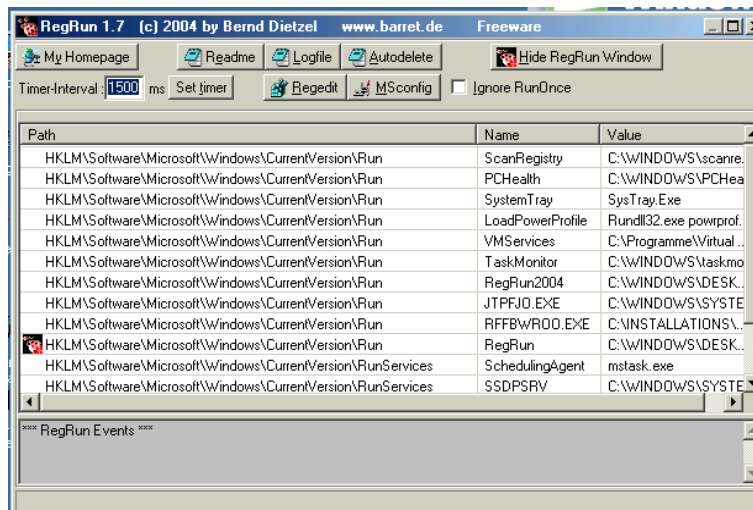 RegRun 1.7 (c) 2004 by Bernd Dietzel www.barret.de Freeware
My Homepage Readme Logfile Autodelete Hide RegRun Window
Timer-Interval: 1500 ms Set timer Regedit MSconfig Ignore RunOnce
Path Name Value
HKLM\Software\Microsoft\Windows\CurrentVersion\Run ScanRegistry C:\WINDOWS\scanre.
HKLM\Software\Microsoft\Windows\CurrentVersion\Run PCHealth C:\WINDOWS\PCHea
HKLM\Software\Microsoft\Windows\CurrentVersion\Run SystemTray SysTray.Exe
HKLM\Software\Microsoft\Windows\CurrentVersion\Run LoadPowerProfile Rundll32.exe powrprof.
HKLM\Software\Microsoft\Windows\CurrentVersion\Run VMServices C:\Programme\Virtual ..
HKLM\Software\Microsoft\Windows\CurrentVersion\Run TaskMonitor C:\WINDOWS\taskmo
HKLM\Software\Microsoft\Windows\CurrentVersion\Run RegRun2004 C:\WINDOWS\DESK..
HKLM\Software\Microsoft\Windows\CurrentVersion\Run JTPFJO.EXE C:\WINDOWS\SYSTE
HKLM\Software\Microsoft\Windows\CurrentVersion\Run RFFBWROO.EXE C:\INSTALLATIONS\..
HKLM\Software\Microsoft\Windows\CurrentVersion\Run RegRun C:\WINDOWS\DESK..
HKLM\Software\Microsoft\Windows\CurrentVersion\RunServices SchedulingAgent mstask.exe
HKLM\Software\Microsoft\Windows\CurrentVersion\RunServices SSDPSRV C:\WINDOWS\SYSTE
*** RegRun Events ***